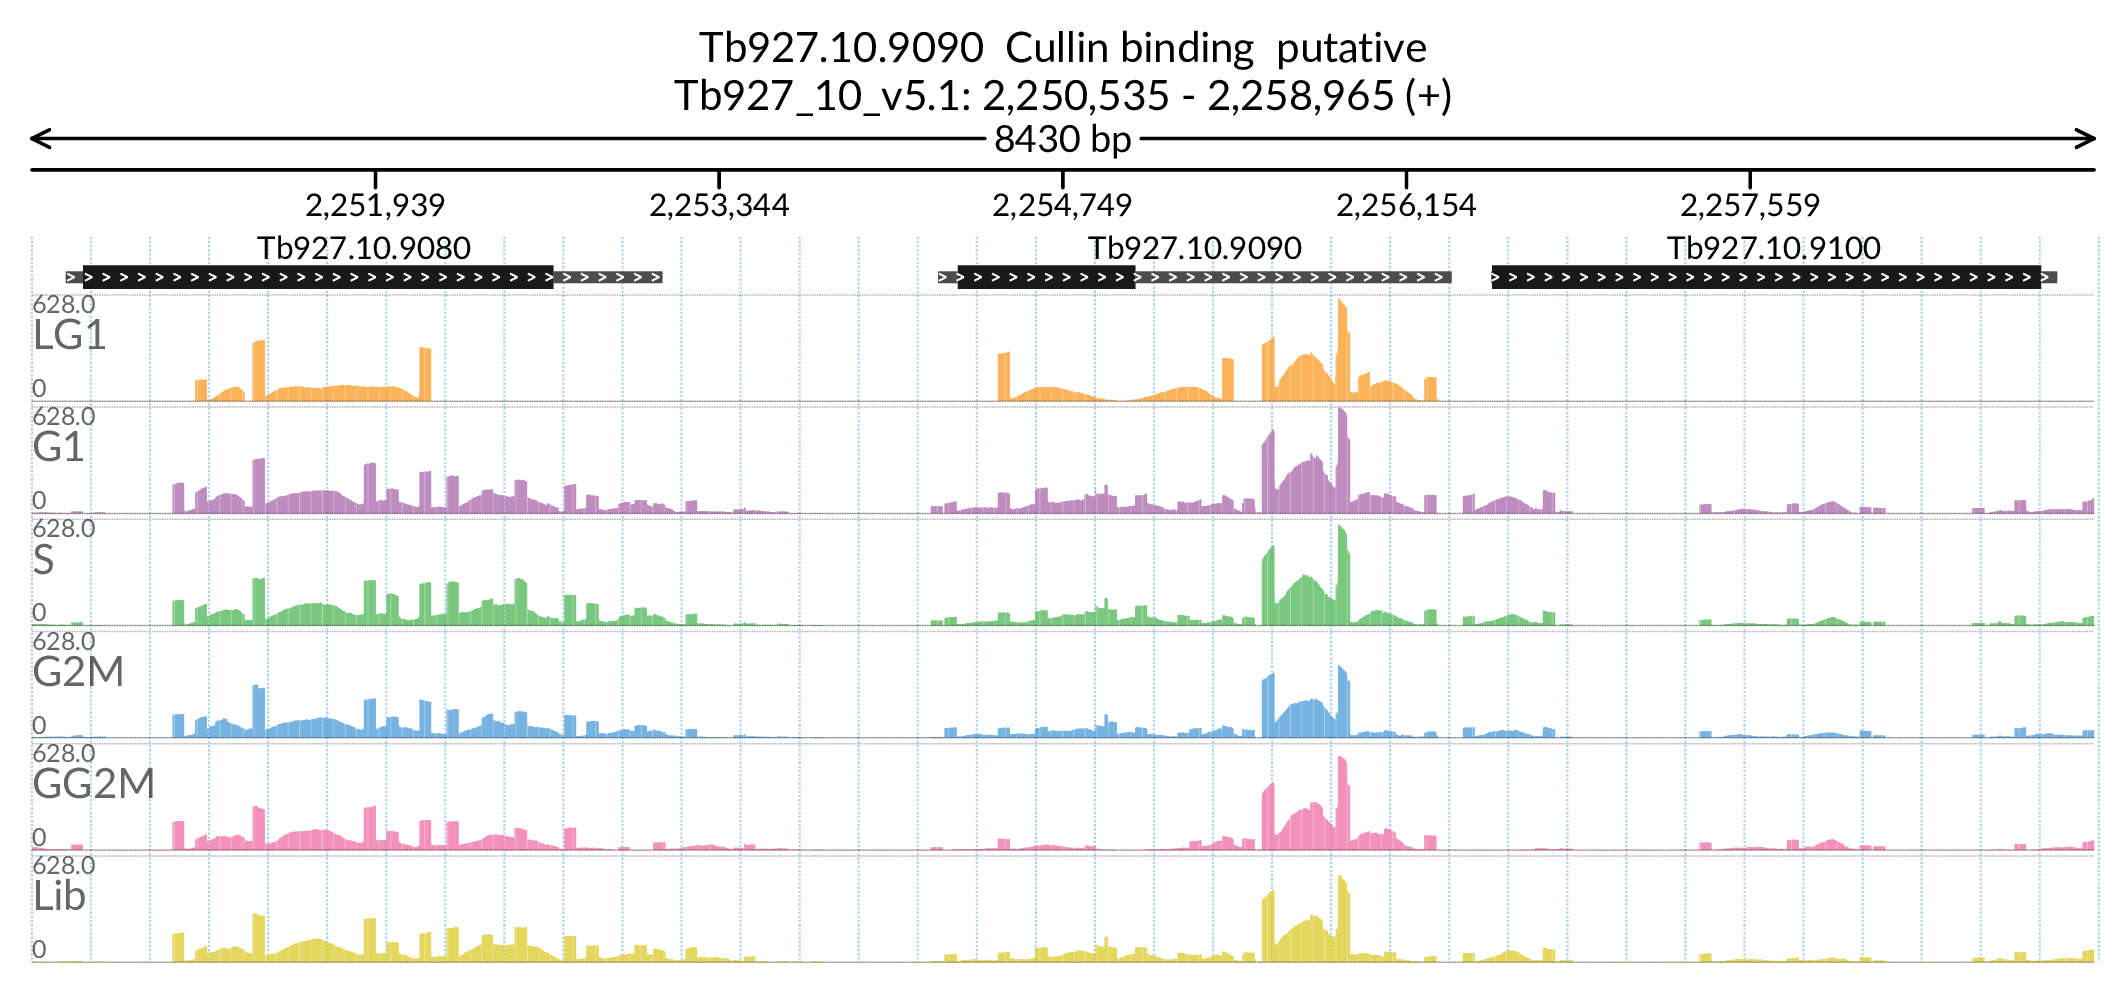 Tb927.10.9090  Cullin binding  putative
Tb927_10_v5.1: 2,250,535 - 2,258,965 (+)
8430 bp
2,251,939 2,253,344 2,254,749 2,256,154 2,257,559
Tb927.10.9080 Tb927.10.9090 Tb927.10.9100
628.0
LG1
0
628.0
G1
0
628.0
S
0
628.0
G2M
0
628.0
GG2M
0
628.0
Lib
0